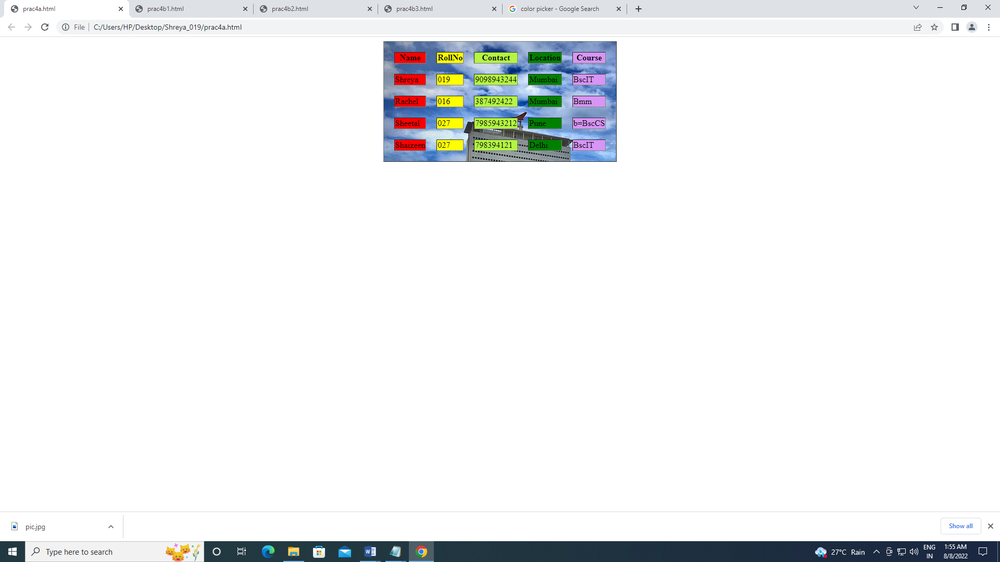 prac4a.html prac4b1.html prac4b2.html prac4b3.html color picker - Google Search
File C:/Users/HP/Desktop/Shreya_019/prac4a.html
Name RollNo Contact Location Course
Shreya 019 9098943244 Mumbai BscIT
Rachel 016 387492422 Mumbai Bmm
Sheetal 027 7985943212 Pune b=BscCS
Shaizeen 027 798394121 Delhi BscIT
pic.jpg Show all
Type here to search 27°C Rain ENG 1:55 AM
IN 8/8/2022